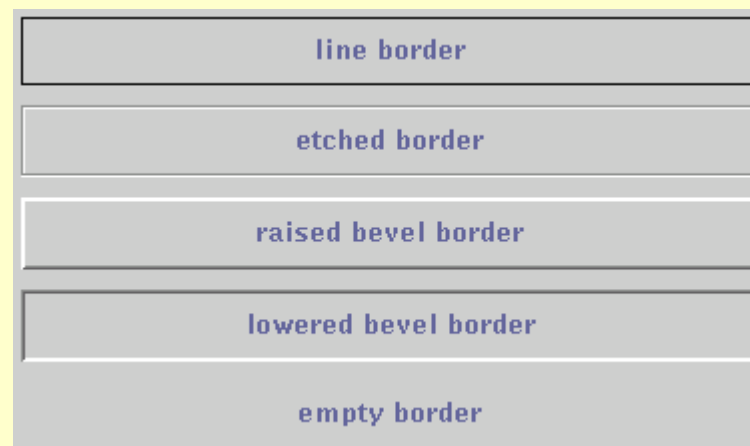 line border
etched border
raised bevel border
lowered bevel border
empty border